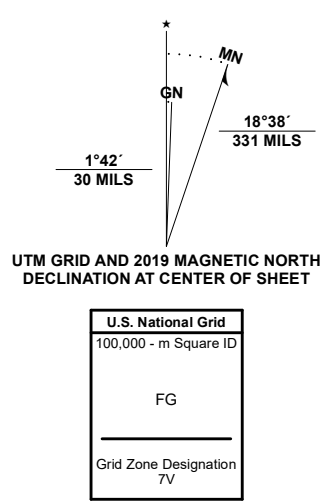 ★
MN
GN
18°38´
331 MILS
1°42´
30 MILS
UTM GRID AND 2019 MAGNETIC NORTH
DECLINATION AT CENTER OF SHEET
U.S. National Grid
100,000 - m Square ID
FG
Grid Zone Designation
7V